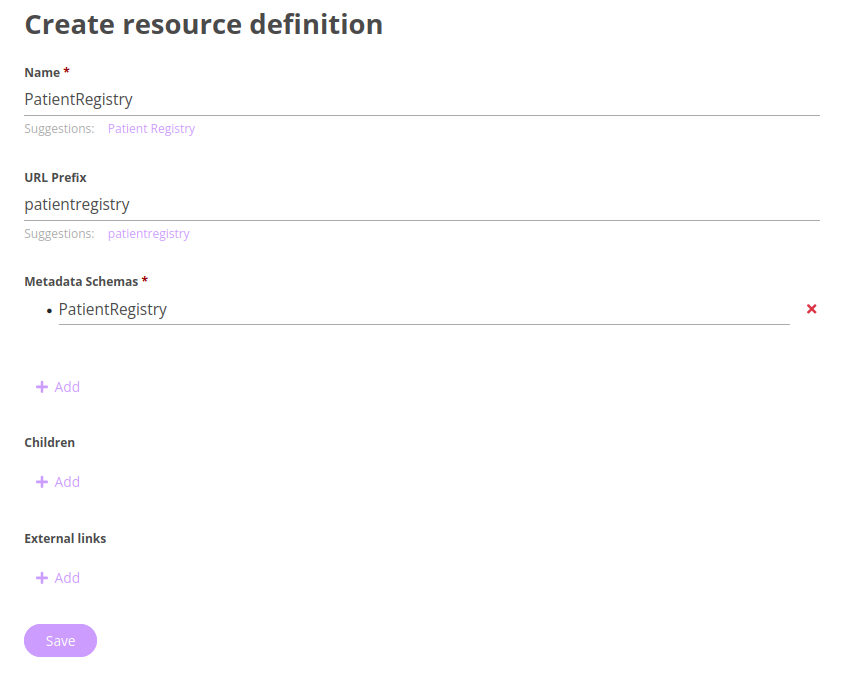 Create resource definition
Name *
PatientRegistry
Suggestions: Patient Registry
URL Prefix
patientregistry
Suggestions: patientregistry
Metadata Schemas *
• PatientRegistry
+ Add
Children
+ Add
External links
+ Add
Save